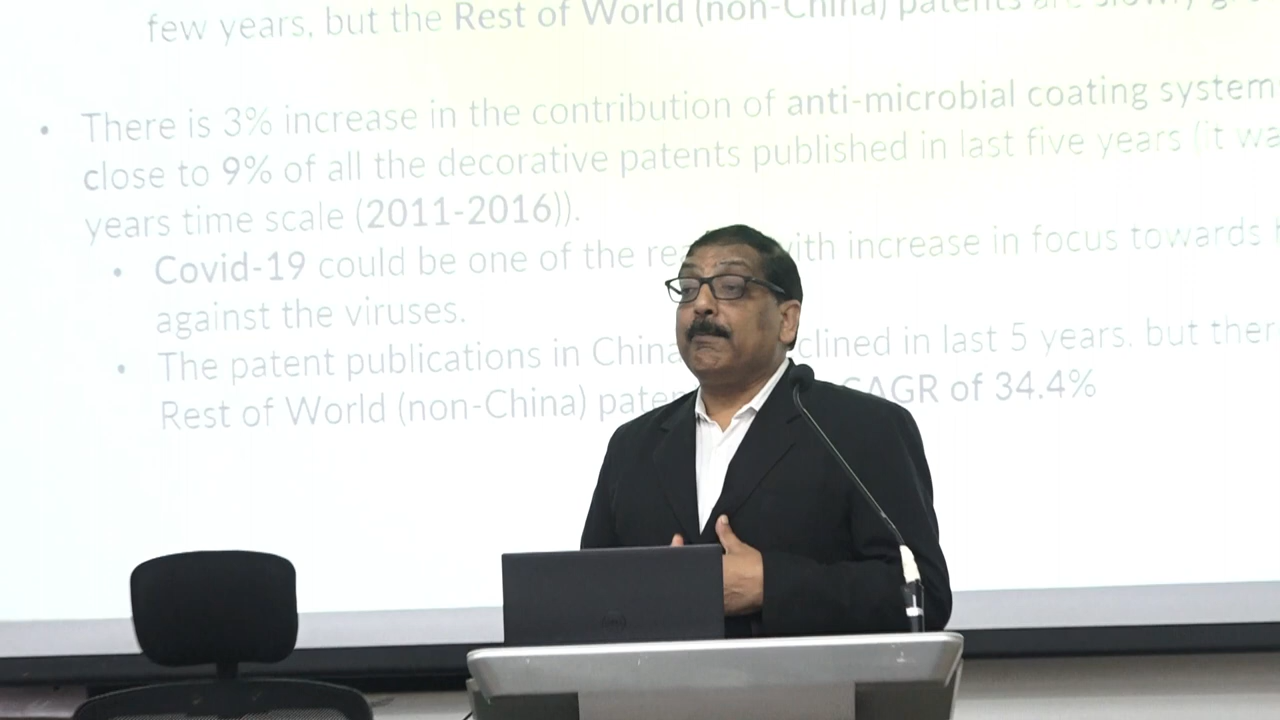 few years, but the Rest of World (non-China) patents are slowly
• There is 3% increase in the contribution of anti-microbial coating system
close to 9% of all the decorative patents published in last five years (it
years time scale (2011-2016)).
• Covid-19 could be one of the with increase in focus towards
against the viruses.
• The patent publications in China in last 5 years, but
Rest of World (non-China) CAGR of 34.4%